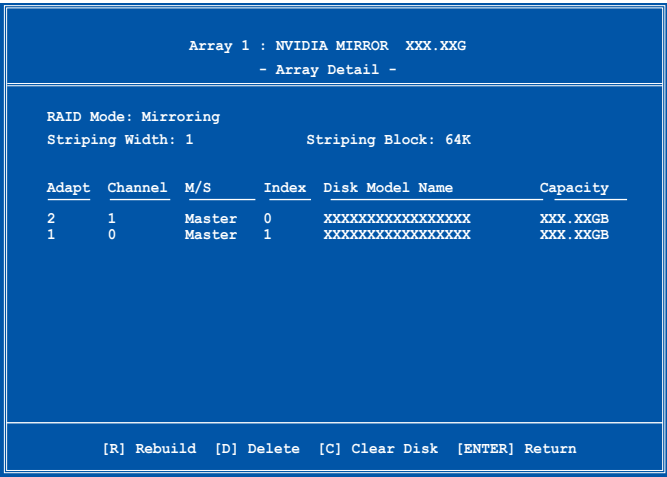 Array 1 : NVIDIA MIRROR XXX.XXG
- Array Detail -
RAID Mode: Mirroring
Striping Width: 1 Striping Block: 64K
Adapt Channel M/S Index Disk Model Name Capacity
2 1 Master 0 XXXXXXXXXXXXXXXXX XXX.XXGB
1 0 Master 1 XXXXXXXXXXXXXXXXX XXX.XXGB
[R] Rebuild [D] Delete [C] Clear Disk [ENTER] Return